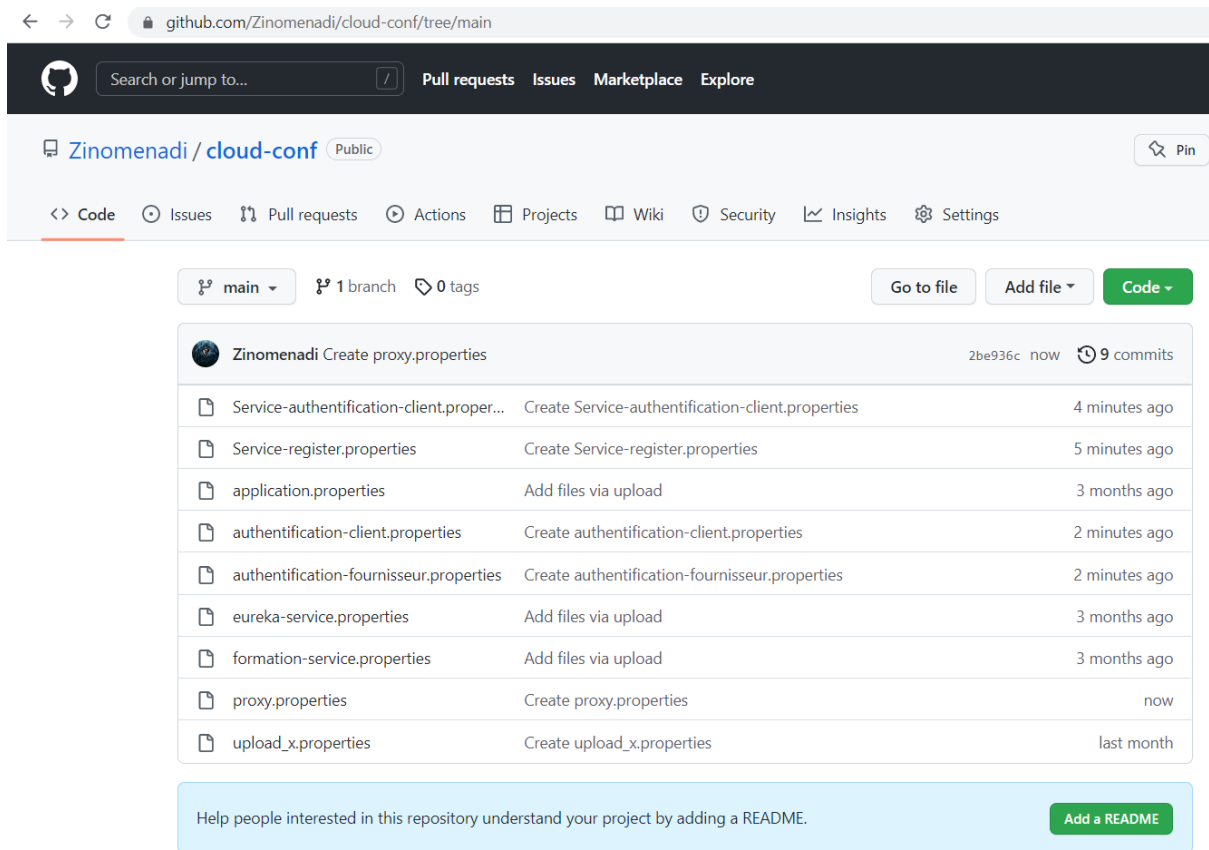 github.com/Zinomenadi/cloud-conf/tree/main
Search or jump to... / Pull requests Issues Marketplace Explore
Zinomenadi / cloud-conf Public Pin
<> Code Issues Pull requests Actions Projects Wiki Security Insights Settings
main 1 branch 0 tags Go to file Add file Code
Zinomenadi Create proxy.properties 2be936c now 9 commits
Service-authentification-client.proper... Create Service-authentification-client.properties 4 minutes ago
Service-register.properties Create Service-register.properties 5 minutes ago
application.properties Add files via upload 3 months ago
authentification-client.properties Create authentification-client.properties 2 minutes ago
authentification-fournisseur.properties Create authentification-fournisseur.properties 2 minutes ago
eureka-service.properties Add files via upload 3 months ago
formation-service.properties Add files via upload 3 months ago
proxy.properties Create proxy.properties now
upload_x.properties Create upload_x.properties last month
Help people interested in this repository understand your project by adding a README. Add a README